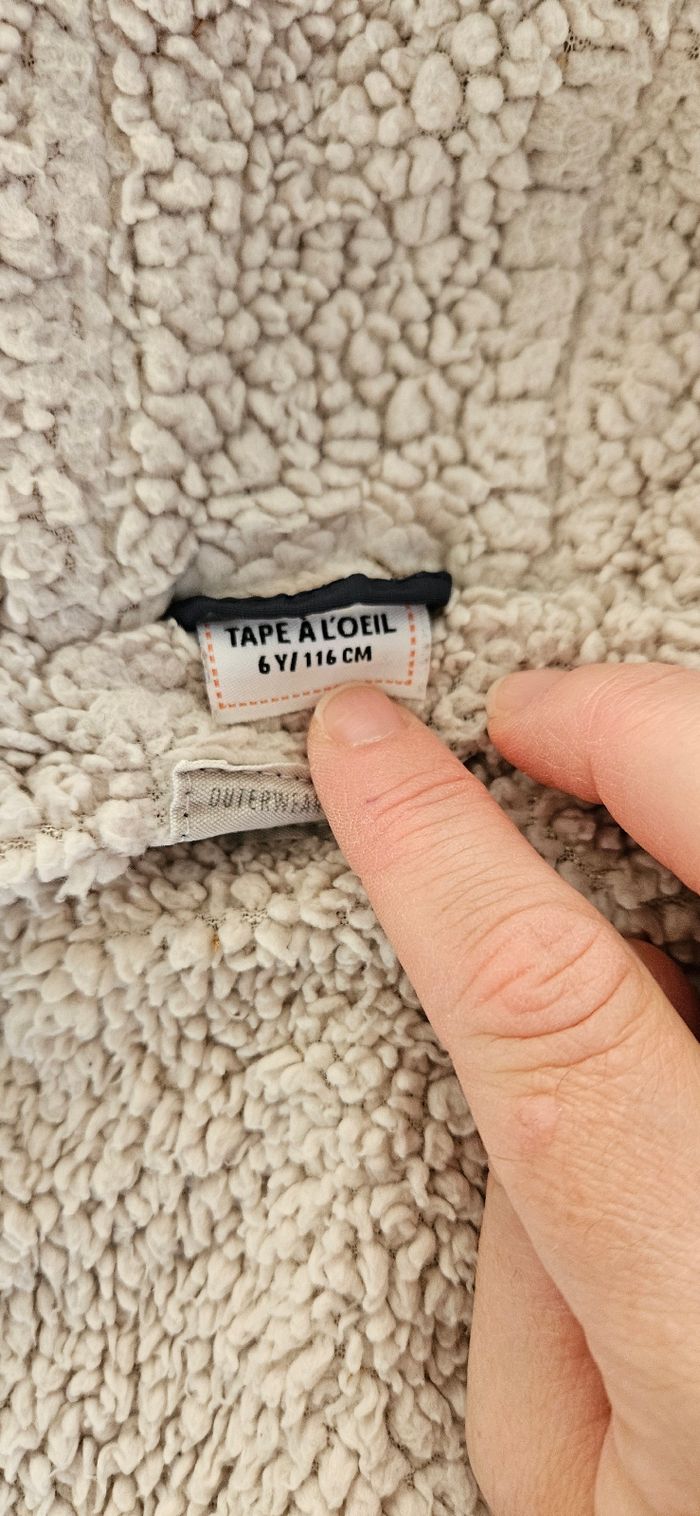 TAPE À L'OEIL
6 Y/ 116 CM